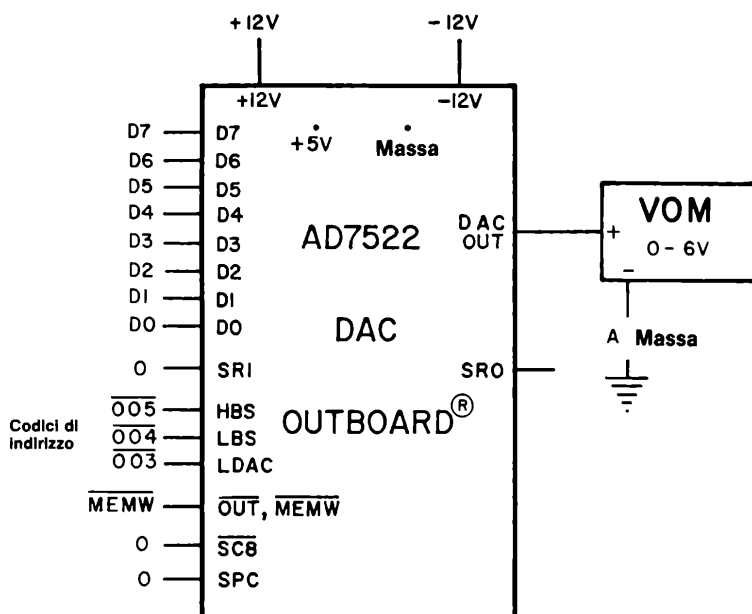 +12V -12V
+12V -12V
+5V Massa
D7 D7
D6 D6
D5 D5
D4 D4
D3 D3
D2 D2
D1 D1
D0 D0
AD7522
DAC
OUTBOARD®
DAC
OUT
VOM
0 - 6V
+
-
A Massa
0 SRI
SRO
Codici di
indirizzo
005 HBS
004 LBS
003 LDAC
MEMW OUT, MEMW
0 SC8
0 SPC